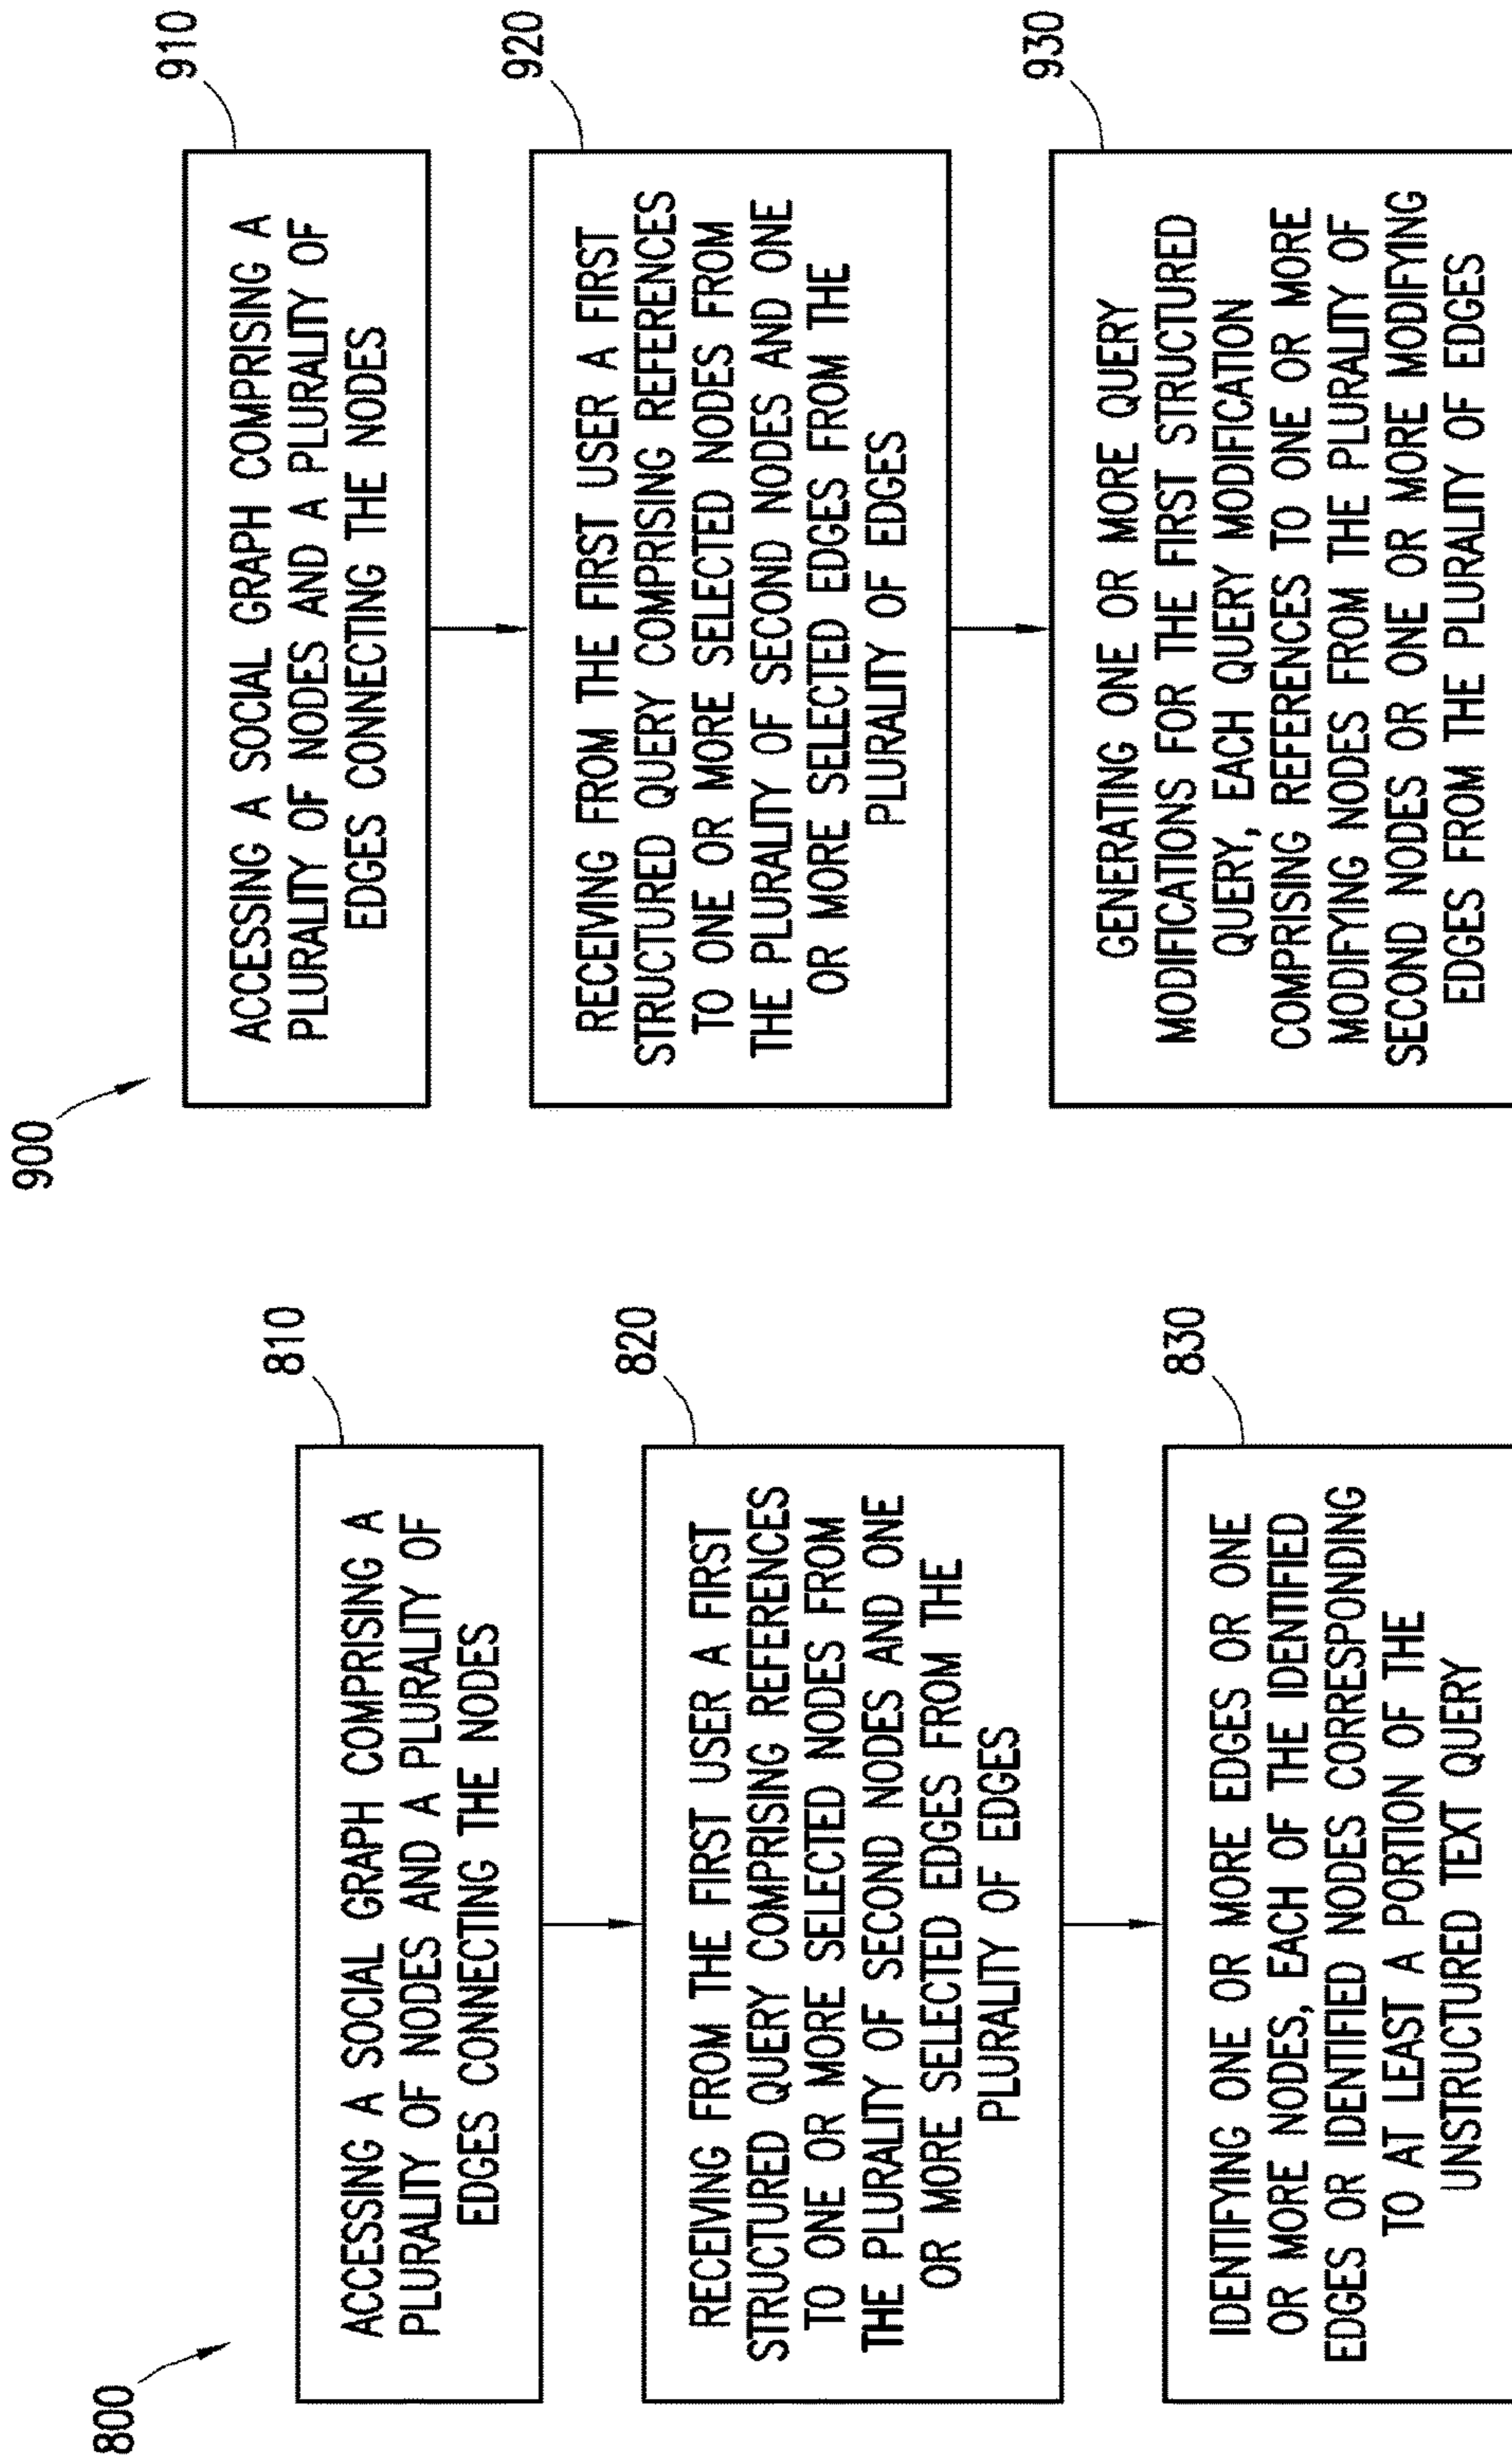 800
810
ACCESSING A SOCIAL GRAPH COMPRISING A
PLURALITY OF NODES AND A PLURALITY OF
EDGES CONNECTING THE NODES
820
RECEIVING FROM THE FIRST USER A FIRST
STRUCTURED QUERY COMPRISING REFERENCES
TO ONE OR MORE SELECTED NODES FROM
THE PLURALITY OF SECOND NODES AND ONE
OR MORE SELECTED EDGES FROM THE
PLURALITY OF EDGES
830
IDENTIFYING ONE OR MORE EDGES OR ONE
OR MORE NODES, EACH OF THE IDENTIFIED
EDGES OR IDENTIFIED NODES CORRESPONDING
TO AT LEAST A PORTION OF THE
UNSTRUCTURED TEXT QUERY
900
910
ACCESSING A SOCIAL GRAPH COMPRISING A
PLURALITY OF NODES AND A PLURALITY OF
EDGES CONNECTING THE NODES
920
RECEIVING FROM THE FIRST USER A FIRST
STRUCTURED QUERY COMPRISING REFERENCES
TO ONE OR MORE SELECTED NODES FROM
THE PLURALITY OF SECOND NODES AND ONE
OR MORE SELECTED EDGES FROM THE
PLURALITY OF EDGES
930
GENERATING ONE OR MORE QUERY
MODIFICATIONS FOR THE FIRST STRUCTURED
QUERY, EACH QUERY MODIFICATION
COMPRISING REFERENCES TO ONE OR MORE
MODIFYING NODES FROM THE PLURALITY OF
SECOND NODES OR ONE OR MORE MODIFYING
EDGES FROM THE PLURALITY OF EDGES